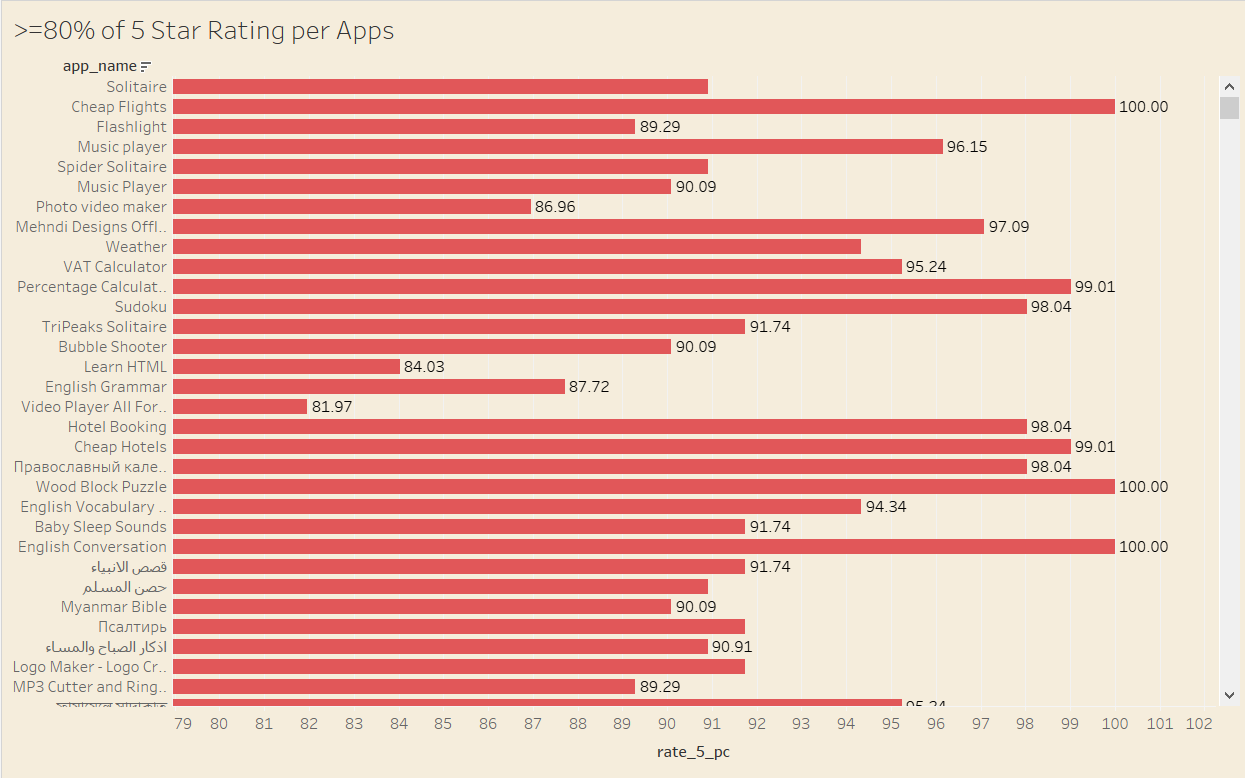 >=80% of 5 Star Rating per Apps
app_name
Solitaire
Cheap Flights 100.00
Flashlight 89.29
Music player 96.15
Spider Solitaire
Music Player 90.09
Photo video maker 86.96
Mehndi Designs Offl.. 97.09
Weather
VAT Calculator 95.24
Percentage Calculat.. 99.01
Sudoku 98.04
TriPeaks Solitaire 91.74
Bubble Shooter 90.09
Learn HTML 84.03
English Grammar 87.72
Video Player All For.. 81.97
Hotel Booking 98.04
Cheap Hotels 99.01
Православный кале.. 98.04
Wood Block Puzzle 100.00
English Vocabulary .. 94.34
Baby Sleep Sounds 91.74
English Conversation 100.00
قصص الانبياء 91.74
حصن المسلم
Myanmar Bible 90.09
Псалтирь
اذكار الصباح والمساء 90.91
Logo Maker - Logo Cr..
MP3 Cutter and Ring.. 89.29
95.24
79 80 81 82 83 84 85 86 87 88 89 90 91 92 93 94 95 96 97 98 99 100 101 102
rate_5_pc